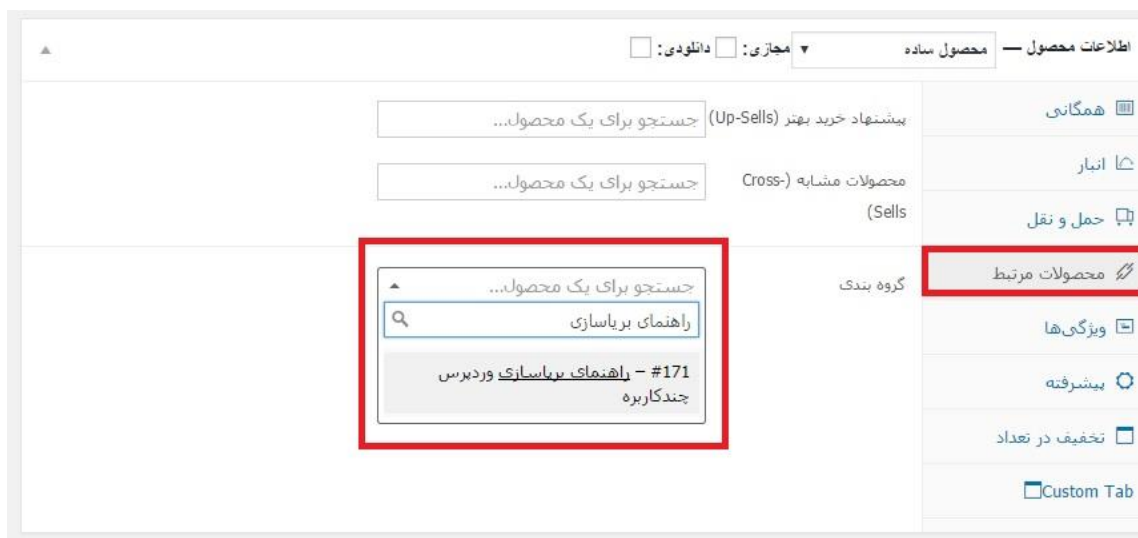 اطلاعات محصول — محصول ساده مجازی: دانلودی:
همگانی
انبار
حمل و نقل
محصولات مرتبط
ویژگی‌ها
پیشرفته
تخفیف در تعداد
Custom Tab
پیشنهاد خرید بهتر (Up-Sells) جستجو برای یک محصول...
محصولات مشابه (Cross- جستجو برای یک محصول...
Sells)
گروه بندی جستجو برای یک محصول...
راهنمای برپاسازی
#171 – راهنمای برپاسازی وردپرس
چندکاربره